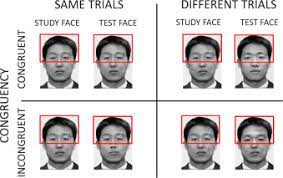 SAME TRIALS DIFFERENT TRIALS
STUDY FACE TEST FACE STUDY FACE TEST FACE
CONGRUENCY
CONGRUENT
INCONGRUENT